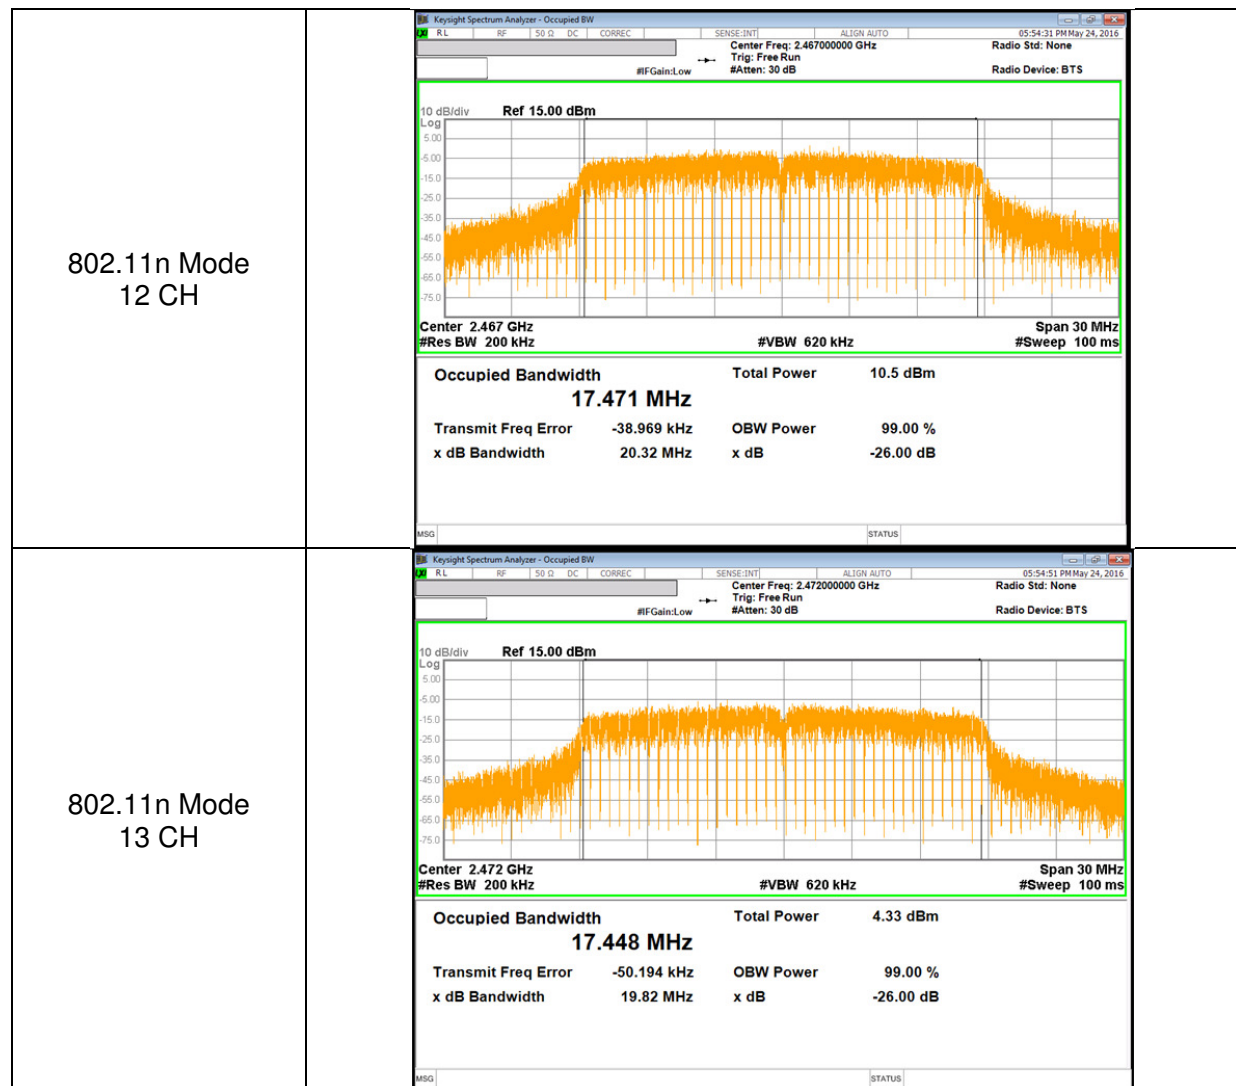 802.11n Mode
12 CH
Keysight Spectrum Analyzer - Occupied BW
RL RF 50 Ω DC CORREC SENSE:INT ALIGN AUTO 05:54:31 PM May 24, 2016
Center Freq: 2.467000000 GHz Radio Std: None
Trig: Free Run
#IFGain:Low #Atten: 30 dB Radio Device: BTS
10 dB/div Ref 15.00 dBm
Log
5.00
-5.00
-15.0
-25.0
-35.0
-45.0
-55.0
-65.0
-75.0
Center 2.467 GHz Span 30 MHz
#Res BW 200 kHz #VBW 620 kHz #Sweep 100 ms
Occupied Bandwidth Total Power 10.5 dBm
17.471 MHz
Transmit Freq Error -38.969 kHz OBW Power 99.00 %
x dB Bandwidth 20.32 MHz x dB -26.00 dB
MSG STATUS
802.11n Mode
13 CH
Keysight Spectrum Analyzer - Occupied BW
RL RF 50 Ω DC CORREC SENSE:INT ALIGN AUTO 05:54:51 PM May 24, 2016
Center Freq: 2.472000000 GHz Radio Std: None
Trig: Free Run
#IFGain:Low #Atten: 30 dB Radio Device: BTS
10 dB/div Ref 15.00 dBm
Log
5.00
-5.00
-15.0
-25.0
-35.0
-45.0
-55.0
-65.0
-75.0
Center 2.472 GHz Span 30 MHz
#Res BW 200 kHz #VBW 620 kHz #Sweep 100 ms
Occupied Bandwidth Total Power 4.33 dBm
17.448 MHz
Transmit Freq Error -50.194 kHz OBW Power 99.00 %
x dB Bandwidth 19.82 MHz x dB -26.00 dB
MSG STATUS